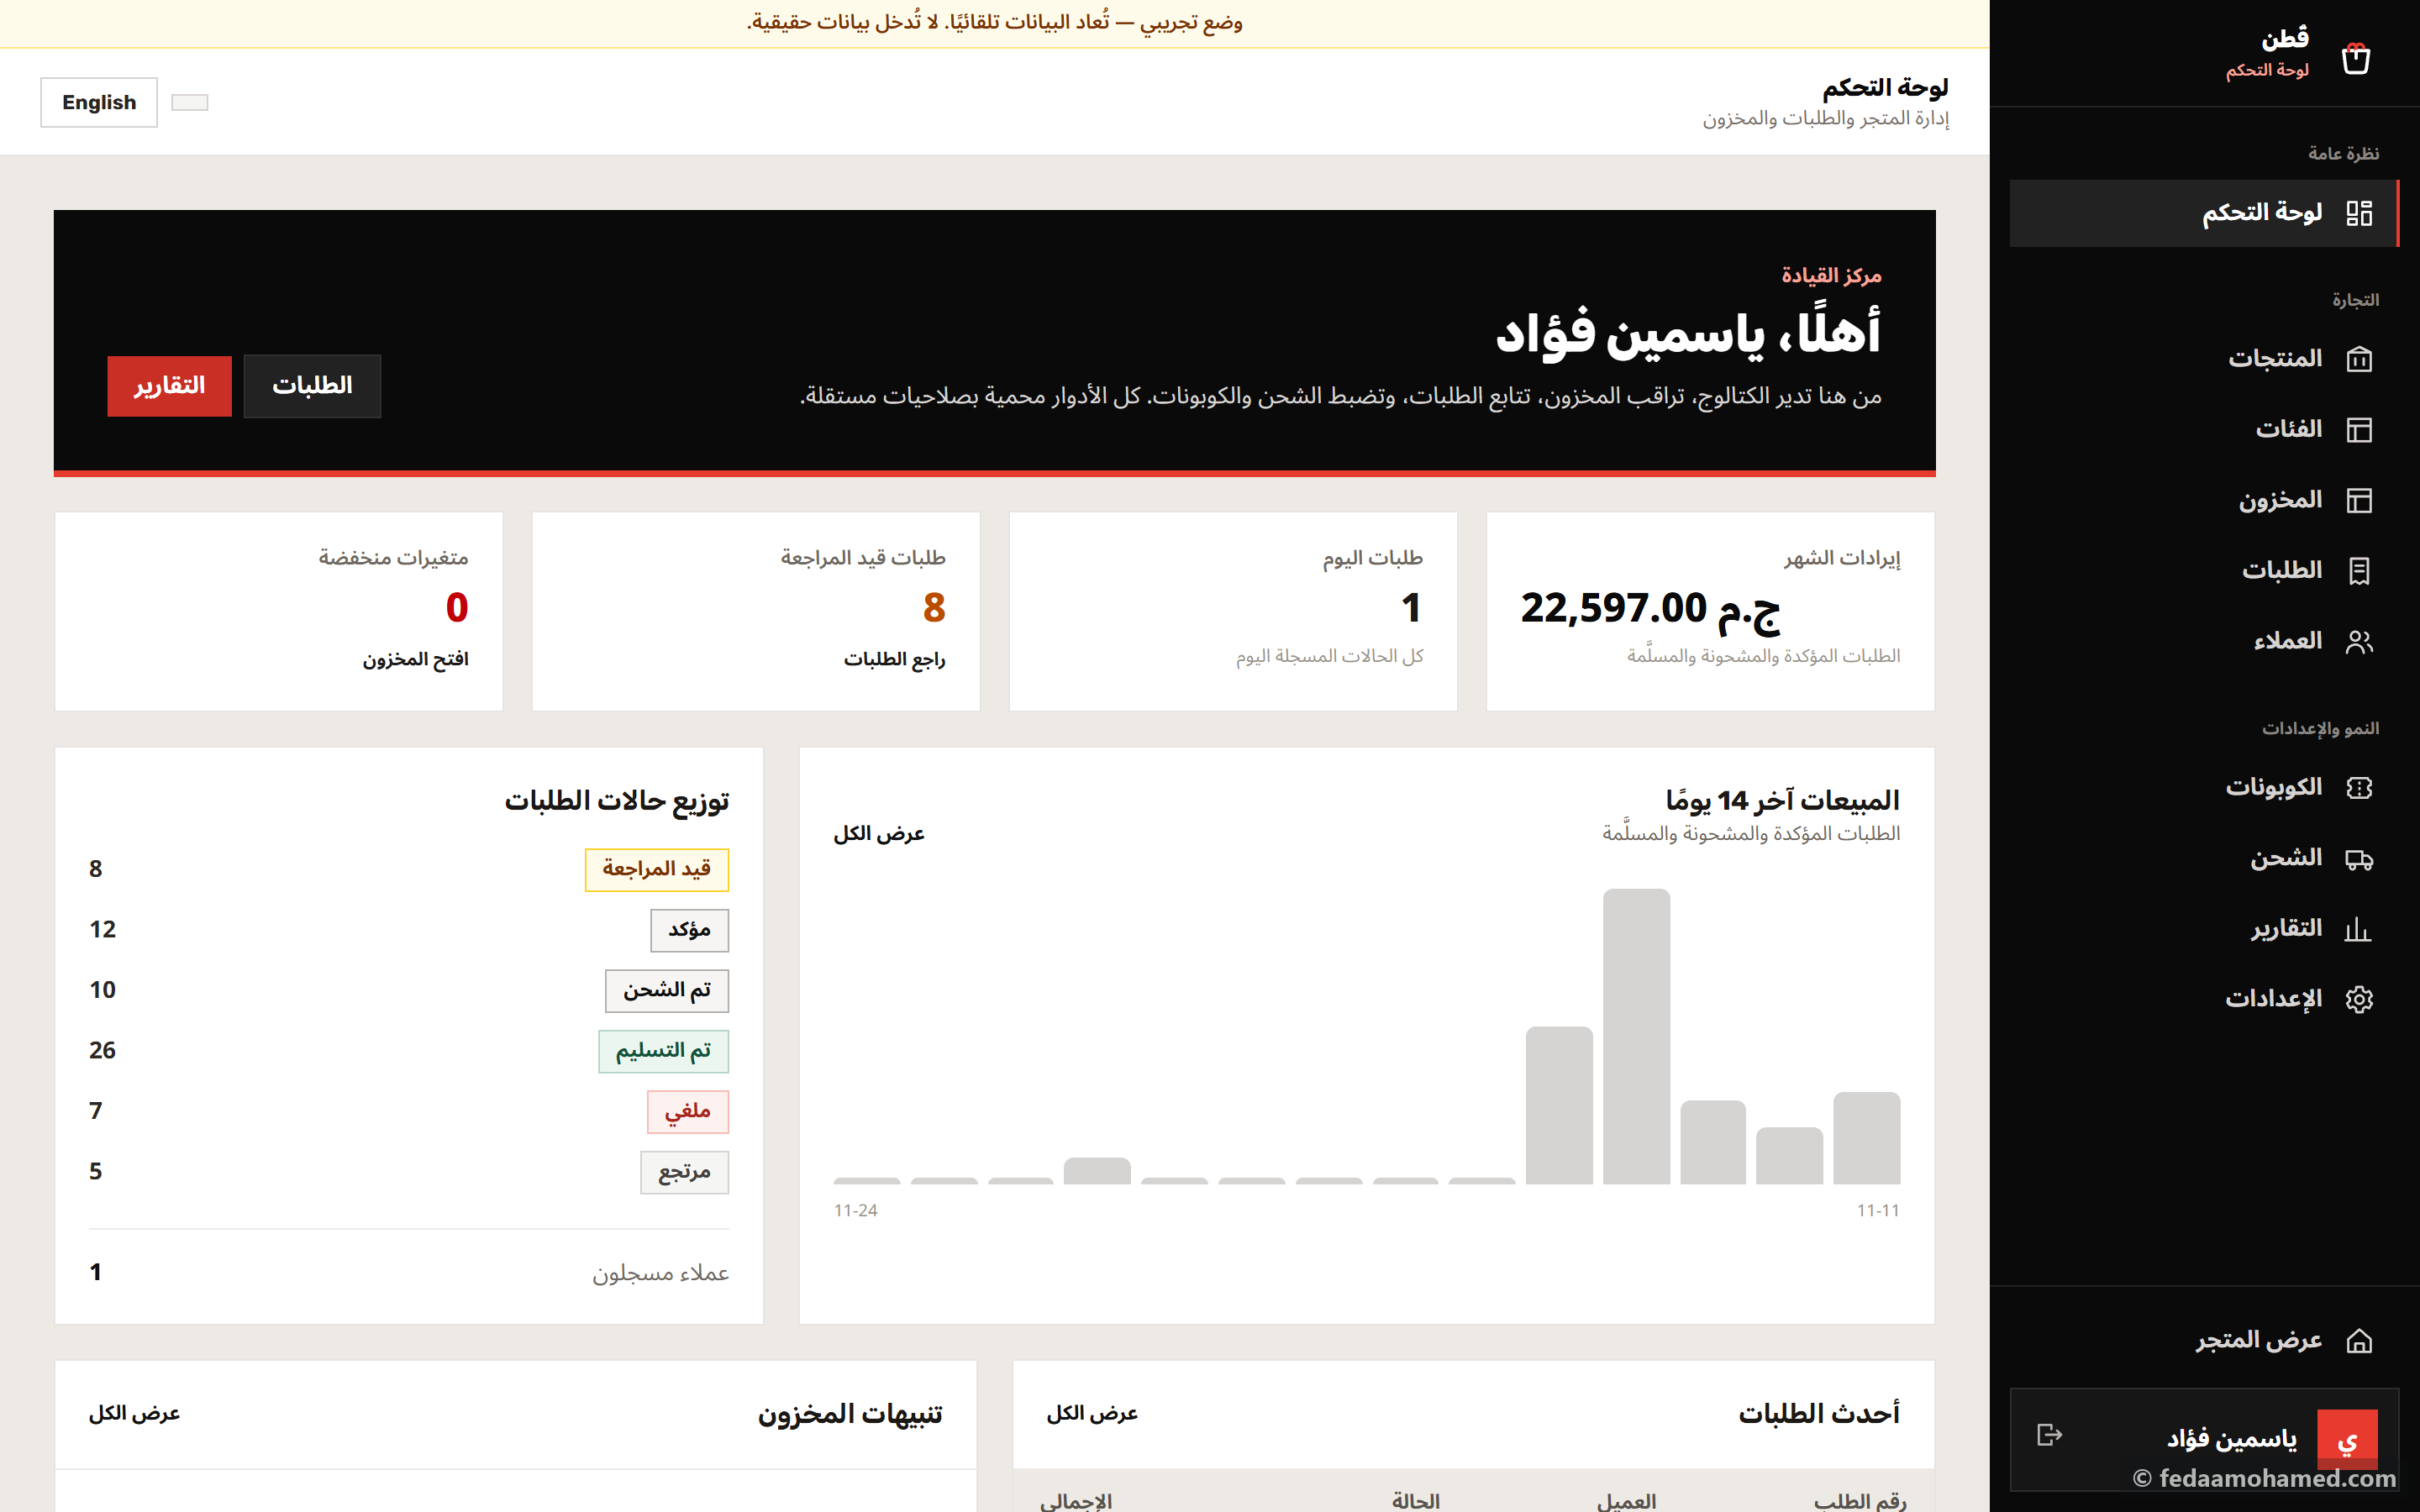 وضع تجريبي — تُعاد البيانات تلقائيًا. لا تُدخل بيانات حقيقية.
قُطن
لوحة التحكم
نظرة عامة
لوحة التحكم
التجارة
المنتجات
الفئات
المخزون
الطلبات
العملاء
النمو والإعدادات
الكوبونات
الشحن
التقارير
الإعدادات
عرض المتجر
ي
ياسمين فؤاد
لوحة التحكم
إدارة المتجر والطلبات والمخزون
English
مركز القيادة
أهلًا، ياسمين فؤاد
من هنا تدير الكتالوج، تراقب المخزون، تتابع الطلبات، وتضبط الشحن والكوبونات. كل الأدوار محمية بصلاحيات مستقلة.
الطلبات
التقارير
إيرادات الشهر
22,597.00 ج.م
الطلبات المؤكدة والمشحونة والمسلَّمة
طلبات اليوم
1
كل الحالات المسجلة اليوم
طلبات قيد المراجعة
8
راجع الطلبات
متغيرات منخفضة
0
افتح المخزون
المبيعات آخر 14 يومًا
الطلبات المؤكدة والمشحونة والمسلَّمة
عرض الكل
11-11
11-24
توزيع حالات الطلبات
قيد المراجعة 8
مؤكد 12
تم الشحن 10
تم التسليم 26
ملغي 7
مرتجع 5
عملاء مسجلون 1
أحدث الطلبات
عرض الكل
رقم الطلب العميل الحالة الإجمالي
تنبيهات المخزون
عرض الكل
© fedaamohamed.com